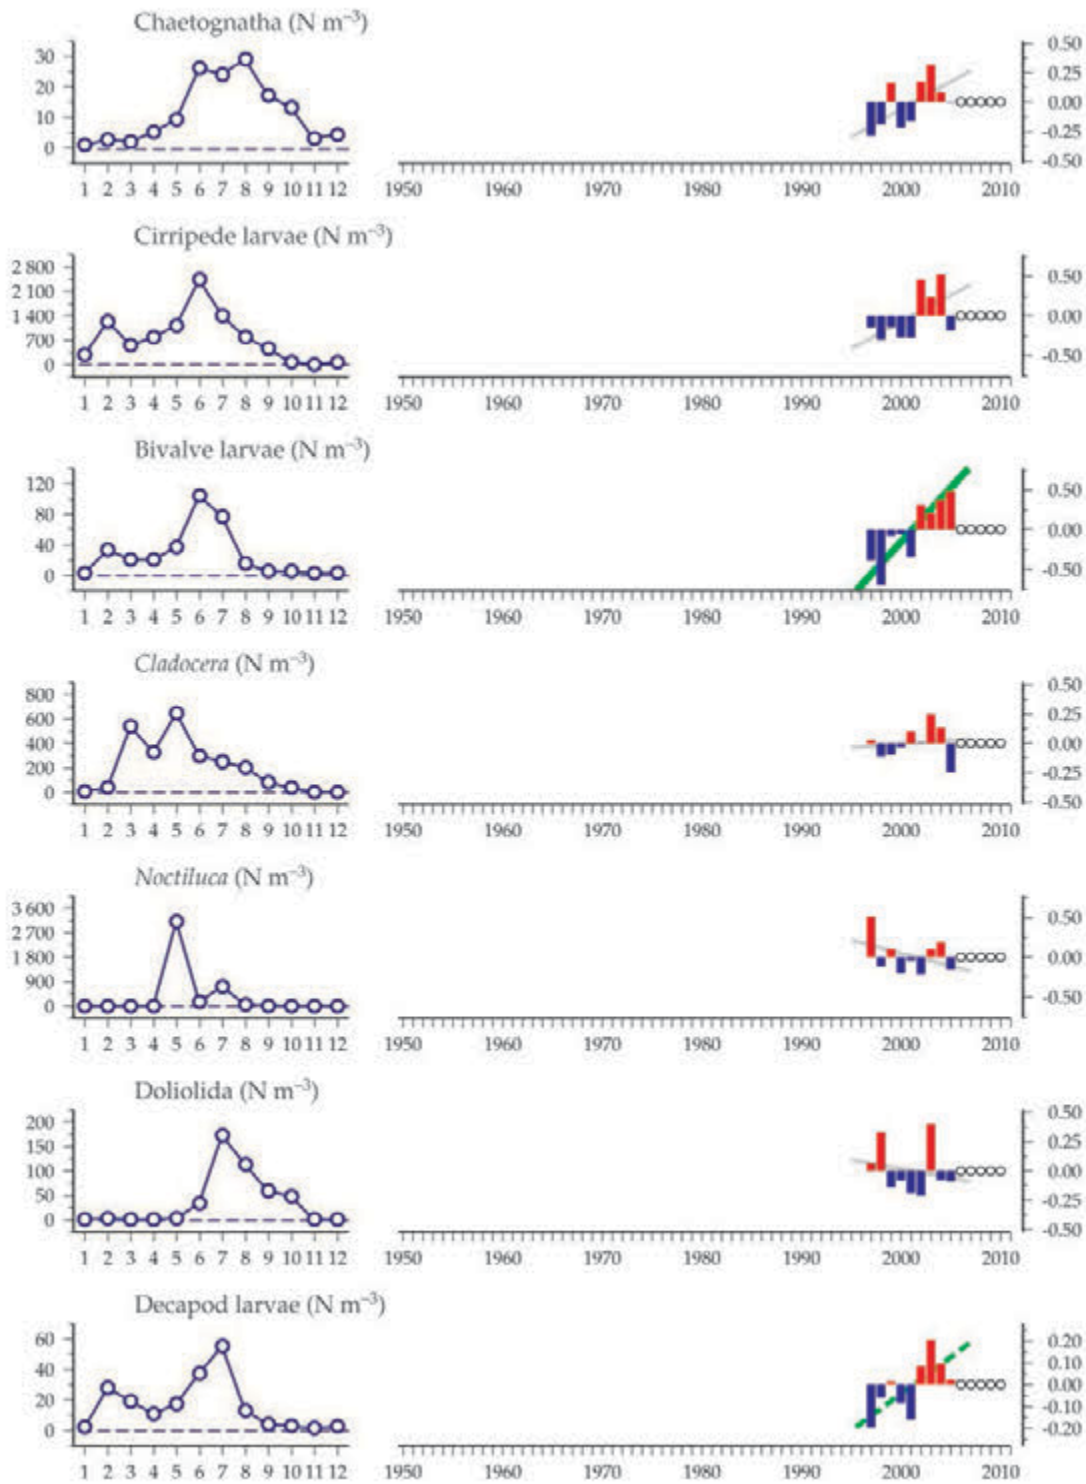 Chaetognatha (N m⁻³)
30 0.50
20 0.25
10 0.00
0 -0.25
-0.50
1 2 3 4 5 6 7 8 9 10 11 12 1950 1960 1970 1980 1990 2000 2010
Cirripede larvae (N m⁻³)
2 800
2 100 0.50
1 400 0.00
700 -0.50
0
1 2 3 4 5 6 7 8 9 10 11 12 1950 1960 1970 1980 1990 2000 2010
Bivalve larvae (N m⁻³)
120 0.50
80 0.00
40 -0.50
0
1 2 3 4 5 6 7 8 9 10 11 12 1950 1960 1970 1980 1990 2000 2010
Cladocera (N m⁻³)
800 0.50
600 0.25
400 0.00
200 -0.25
0 -0.50
1 2 3 4 5 6 7 8 9 10 11 12 1950 1960 1970 1980 1990 2000 2010
Noctiluca (N m⁻³)
3 600 0.50
2 700
1 800 0.00
900
0 -0.50
1 2 3 4 5 6 7 8 9 10 11 12 1950 1960 1970 1980 1990 2000 2010
Doliolida (N m⁻³)
200 0.50
150 0.25
100 0.00
50 -0.25
0 -0.50
1 2 3 4 5 6 7 8 9 10 11 12 1950 1960 1970 1980 1990 2000 2010
Decapod larvae (N m⁻³)
60 0.20
40 0.10
20 0.00
0 -0.10
-0.20
1 2 3 4 5 6 7 8 9 10 11 12 1950 1960 1970 1980 1990 2000 2010